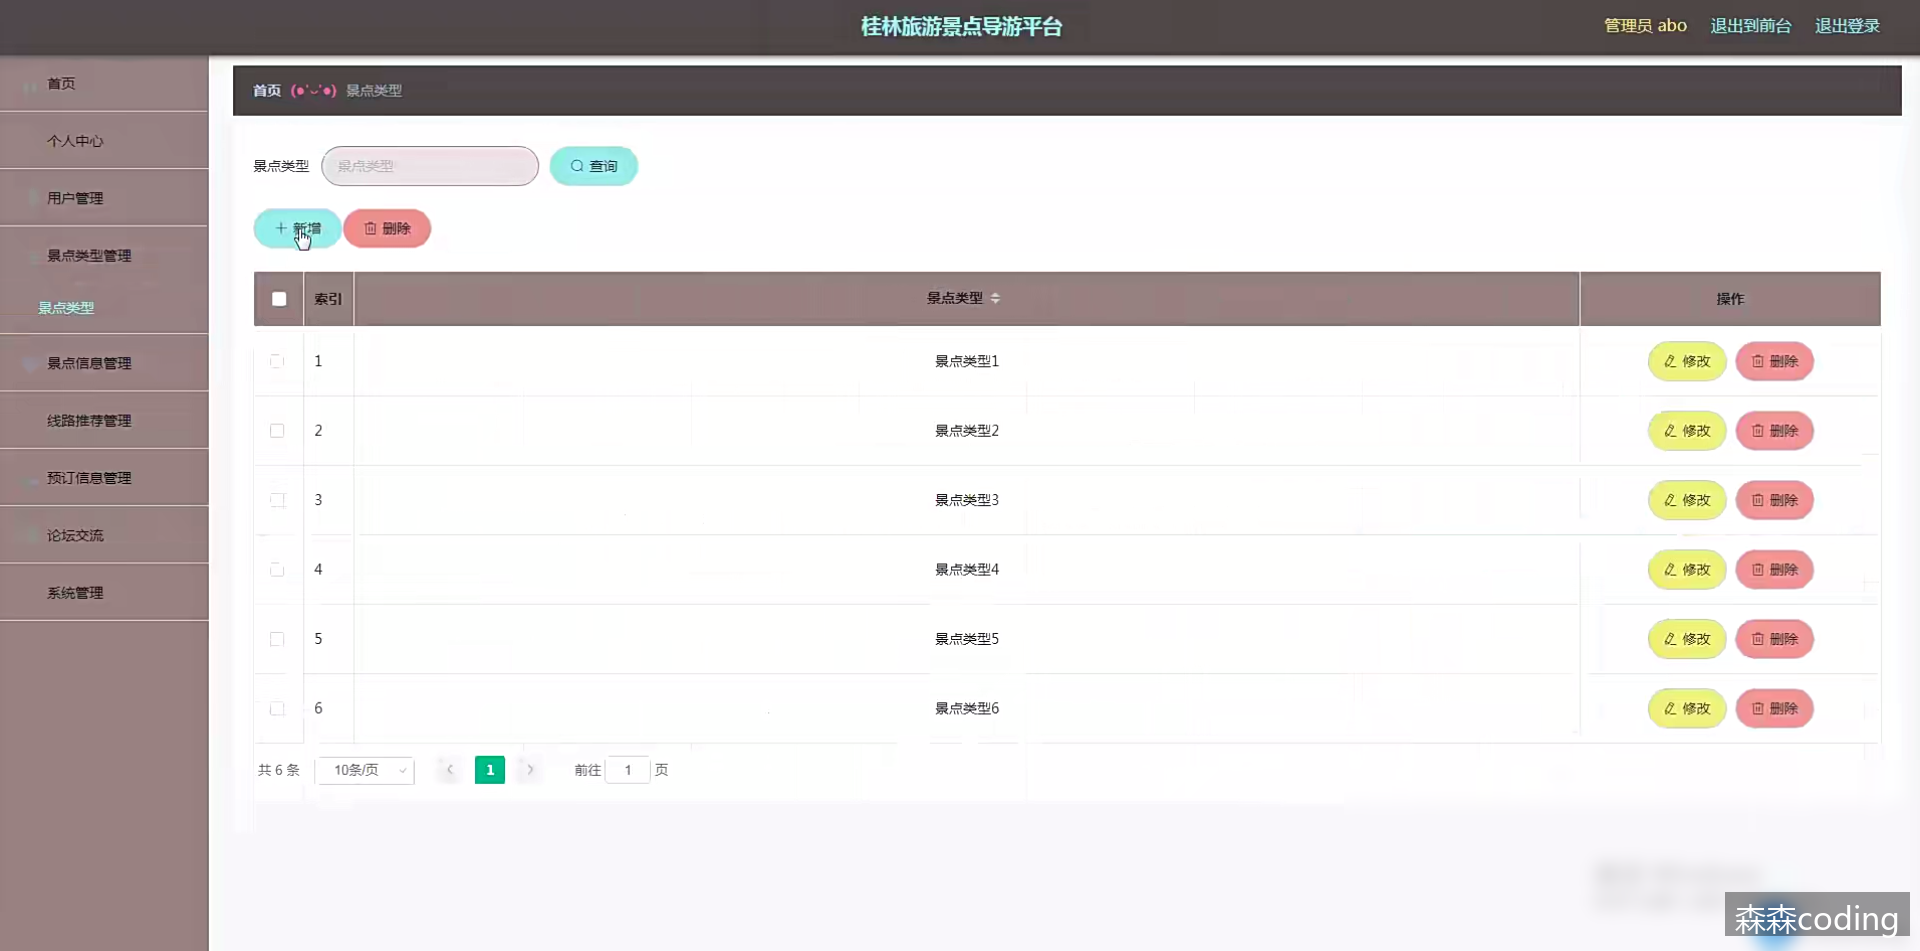 桂林旅游景点导游平台
管理员 abo 退出到前台 退出登录
首页
个人中心
用户管理
景点类型管理
景点类型
景点信息管理
线路推荐管理
预订信息管理
论坛交流
系统管理
首页 (●'◡'●) 景点类型
景点类型 景点类型 查询
新增 删除
索引 景点类型 操作
1 景点类型1 修改 删除
2 景点类型2 修改 删除
3 景点类型3 修改 删除
4 景点类型4 修改 删除
5 景点类型5 修改 删除
6 景点类型6 修改 删除
共 6 条 10条/页 1 前往 1 页
森森coding